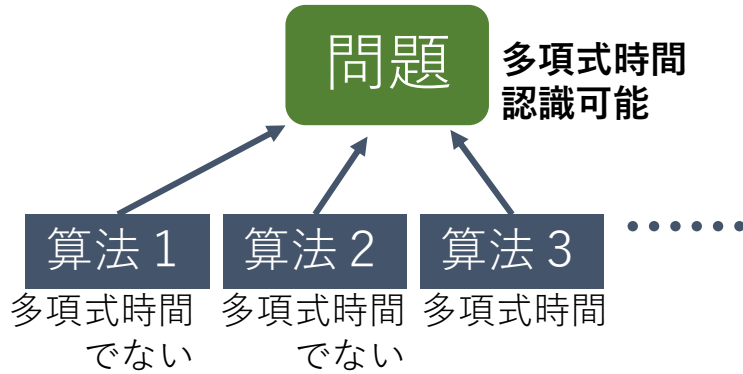 問題
多項式時間
認識可能
算法１
算法２
算法３
多項式時間
でない
多項式時間
でない
多項式時間